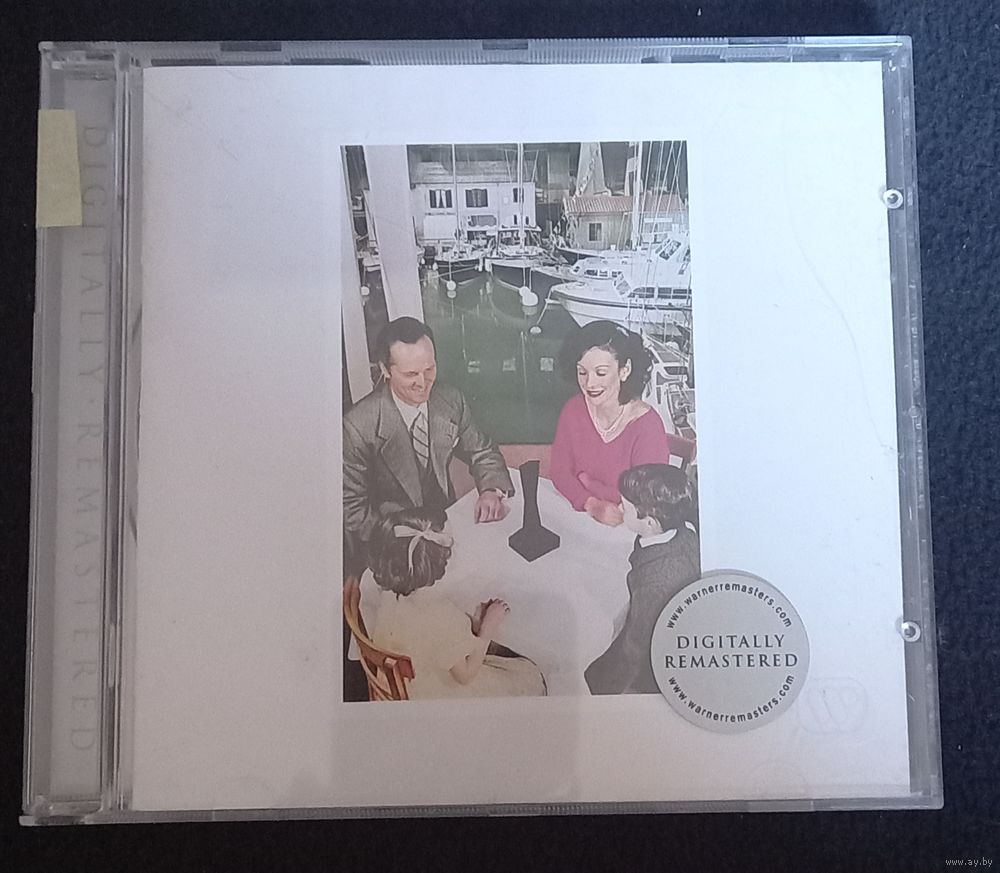 DIGITALLY·REMASTERED
www.warnerremasters.com
DIGITALLY
REMASTERED
www.warnerremasters.com
www.ay.by